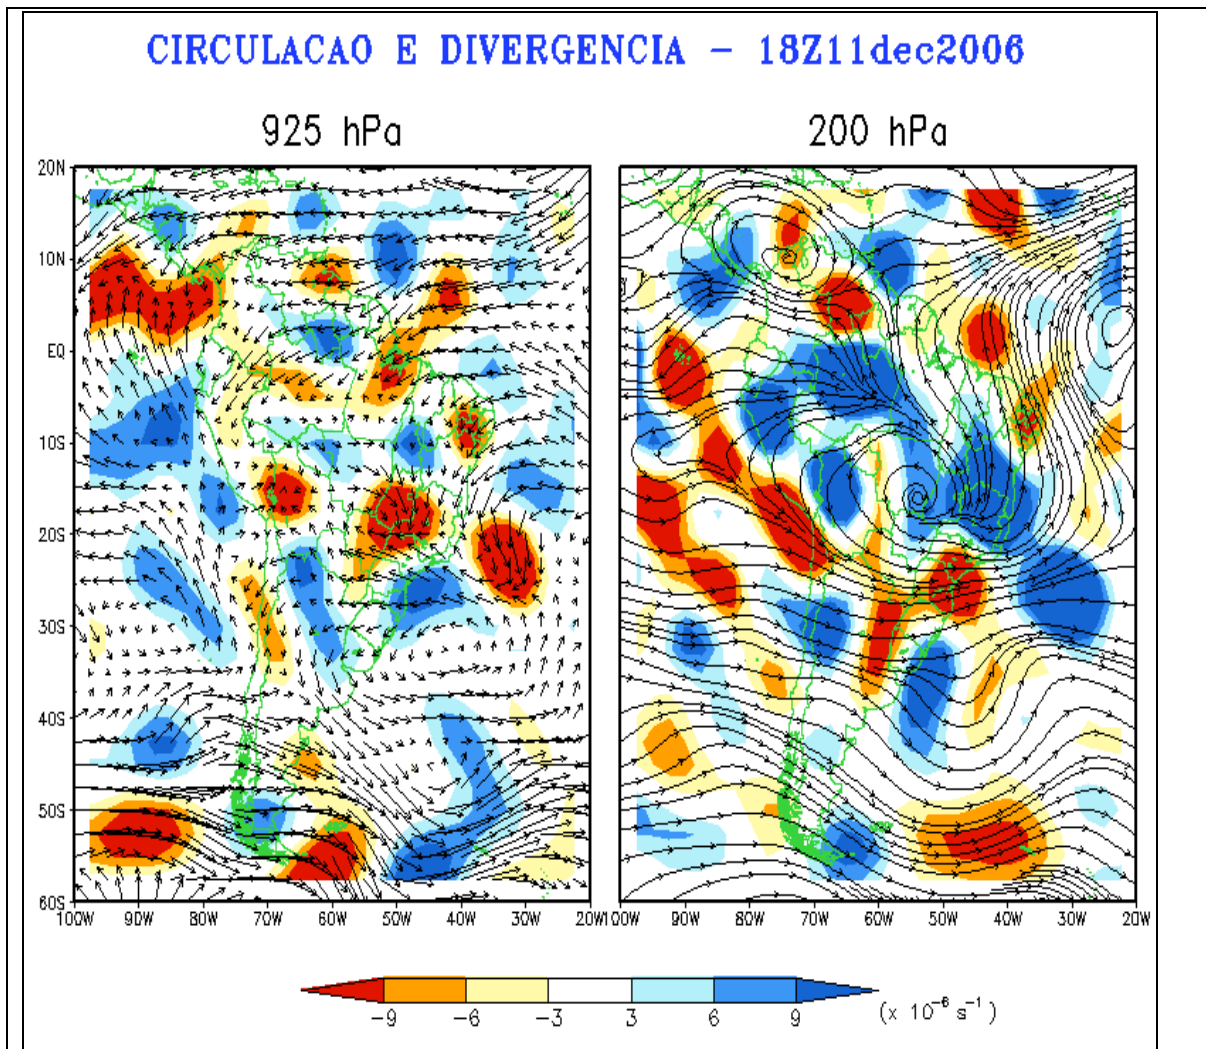 CIRCULACAO E DIVERGENCIA - 18Z11dec2006
925 hPa 200 hPa
20N
10N
EQ
10S
20S
30S
40S
50S
60S
100W 90W 80W 70W 60W 50W 40W 30W 20W 100W 90W 80W 70W 60W 50W 40W 30W 20W
-9 -6 -3 3 6 9 (x 10⁻⁶ s⁻¹)